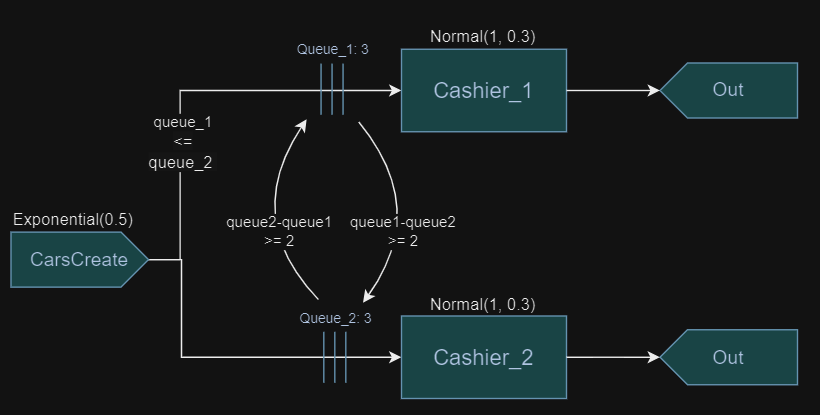 Normal(1, 0.3)
Queue_1: 3
Cashier_1
Out
queue_1
<=
queue_2
Exponential(0.5)
CarsCreate
queue2-queue1
>= 2
queue1-queue2
>= 2
Normal(1, 0.3)
Queue_2: 3
Cashier_2
Out